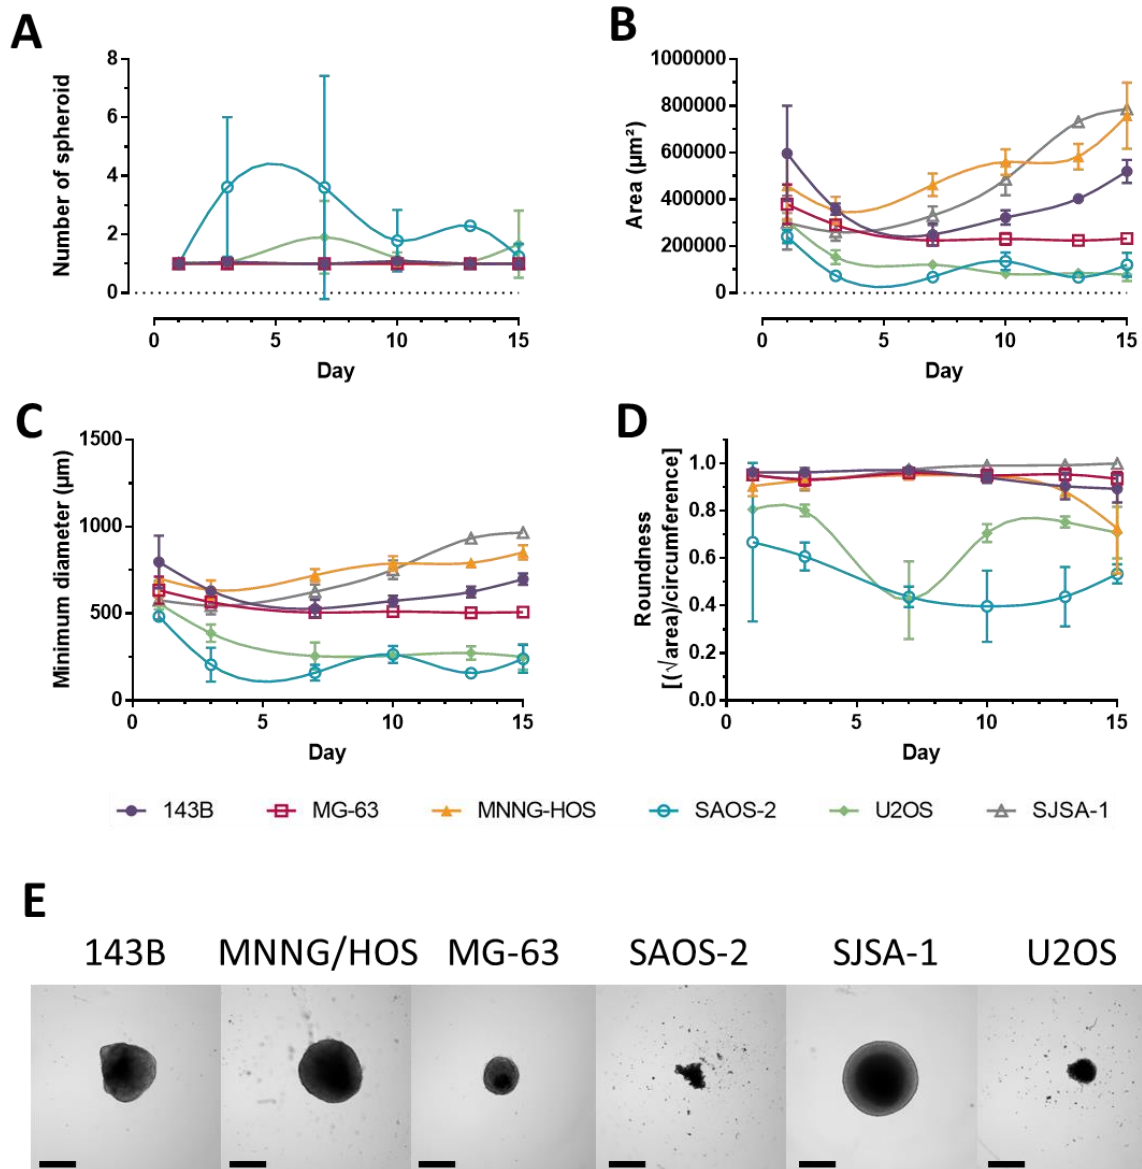 A
Number of spheroid
8
6
4
2
0
0 5 10 15
Day
B
Area (µm²)
1000000
800000
600000
400000
200000
0
0 5 10 15
Day
C
Minimum diameter (µm)
1500
1000
500
0
0 5 10 15
Day
D
Roundness
[(√area)/circumference]
1.0
0.8
0.6
0.4
0.2
0.0
0 5 10 15
Day
143B MG-63 MNNG-HOS SAOS-2 U2OS SJSA-1
E
143B MNNG/HOS MG-63 SAOS-2 SJSA-1 U2OS